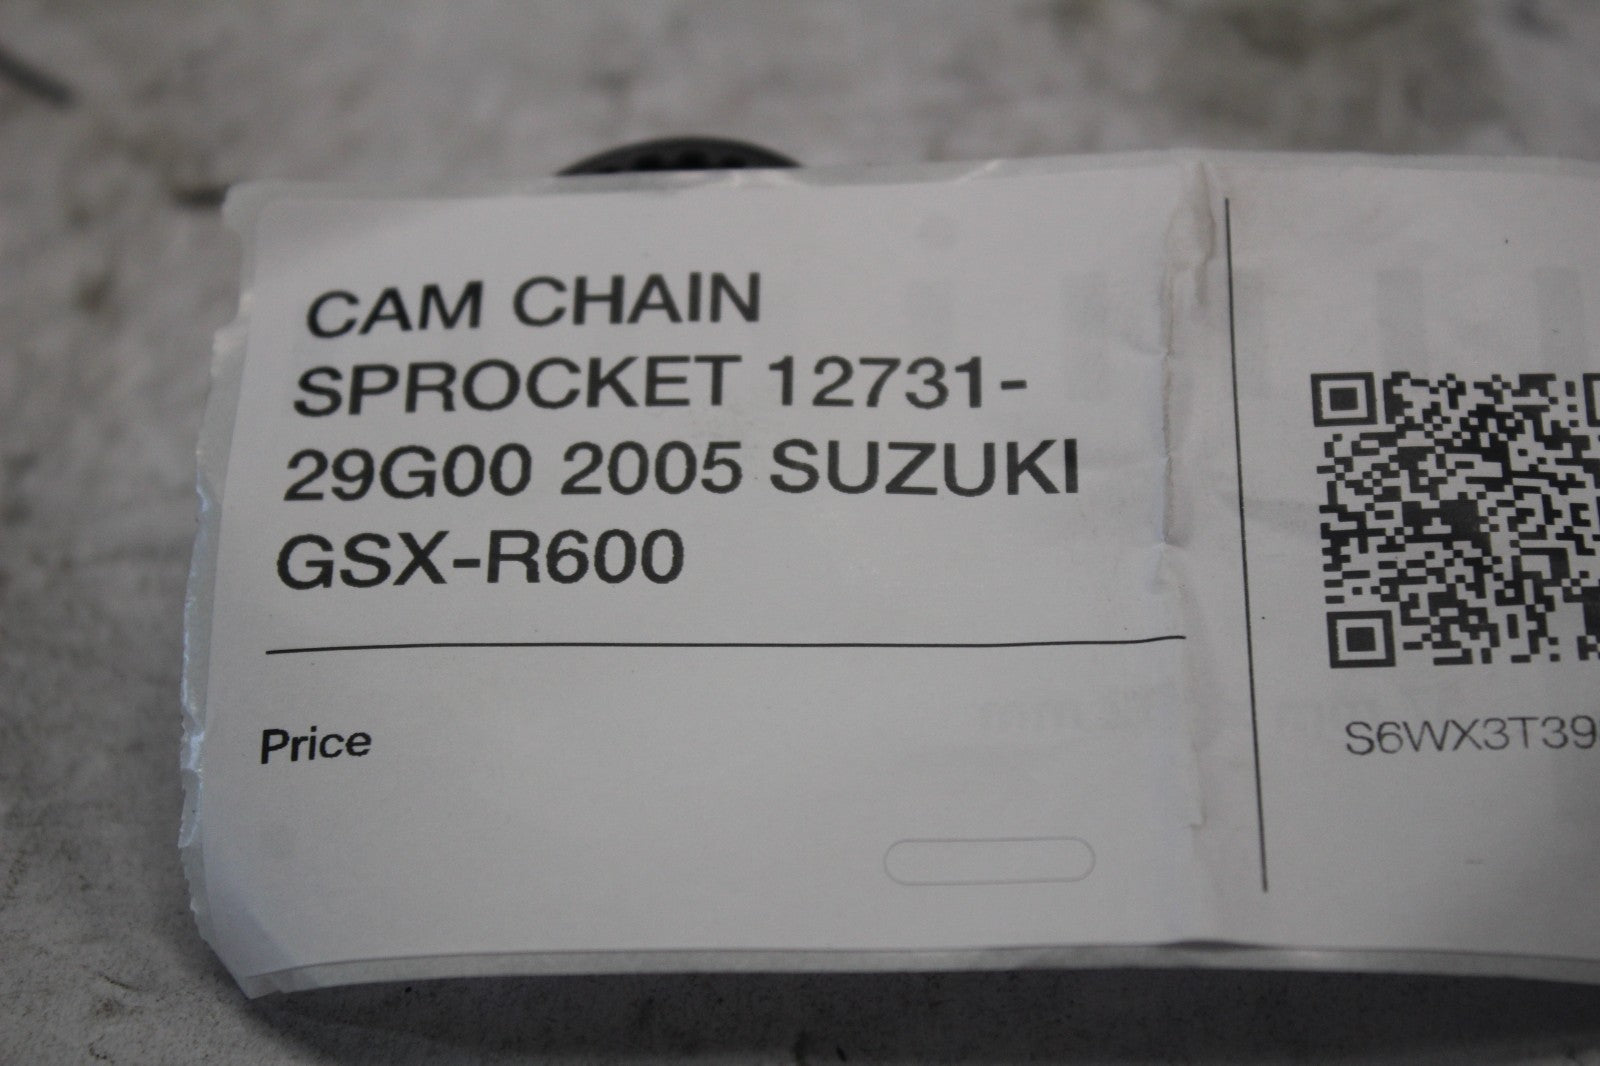 CAM CHAIN
SPROCKET 12731-
29G00 2005 SUZUKI
GSX-R600
Price
S6WX3T39